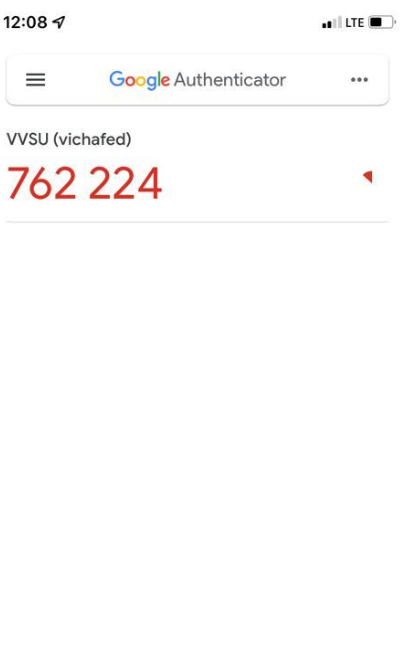 12:08 LTE
Google Authenticator
VVSU (vichafed)
762 224